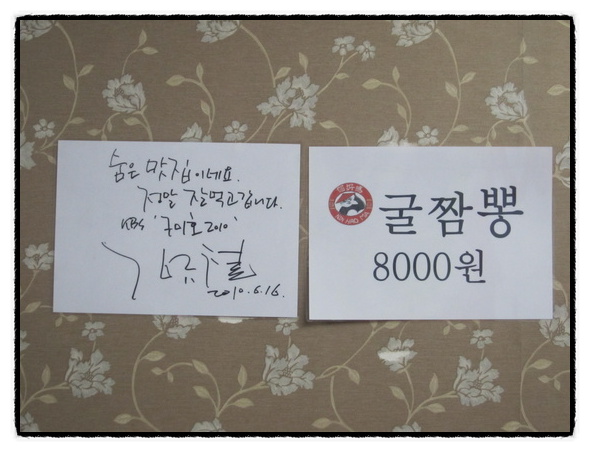 숨은 맛집이네요.
정말 잘먹고갑니다.
KBS '구미호 2010'
2010.6.16.
굴짬뽕
8000원